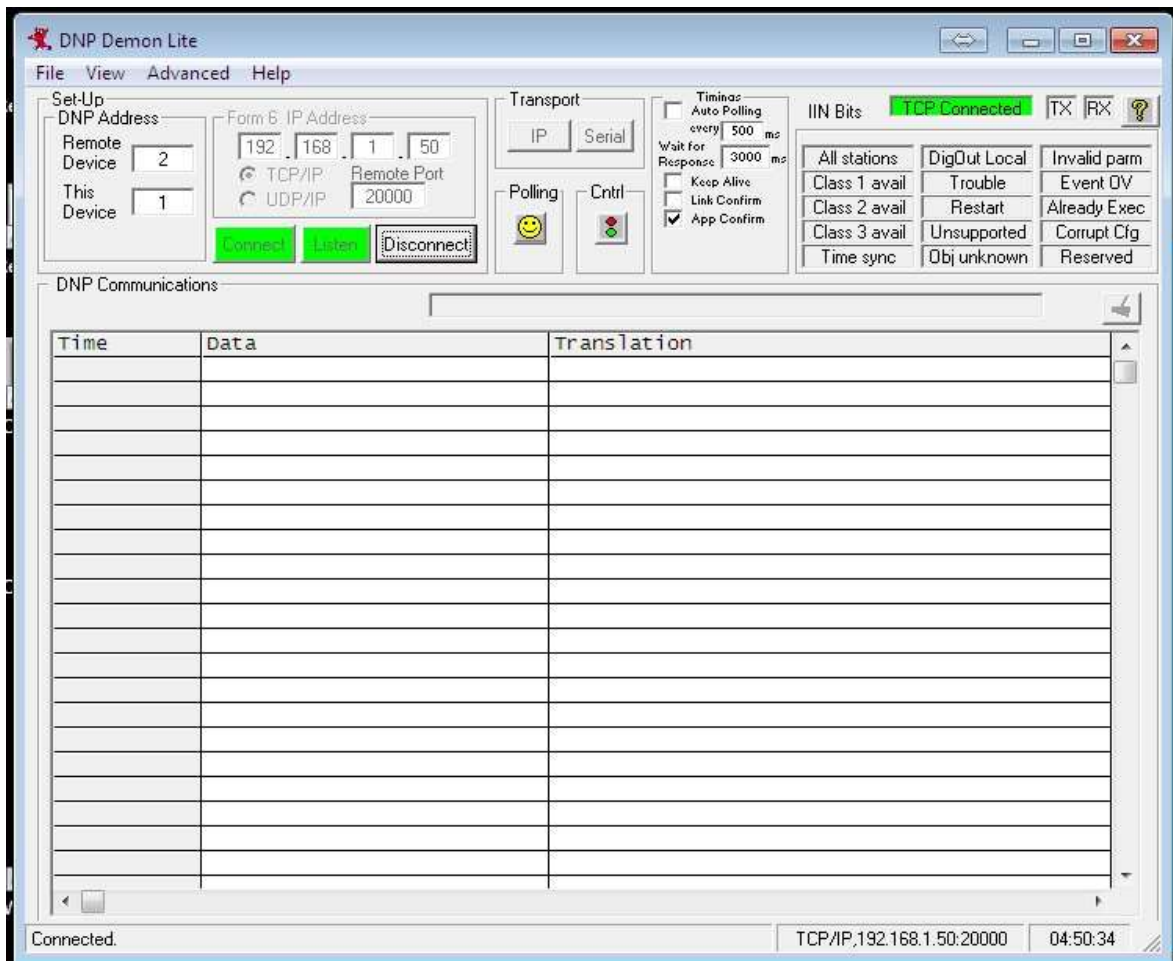 DNP Demon Lite
File View Advanced Help
Set-Up
DNP Address
Remote Device 2
This Device 1
Form 6 IP Address
192 . 168 . 1 . 50
TCP/IP
UDP/IP
Remote Port
20000
Connect Listen Disconnect
Transport
IP Serial
Polling
Cntrl
Timings
Auto Polling
every 500 ms
Wait for
Response 3000 ms
Keep Alive
Link Confirm
App Confirm
IIN Bits TCP Connected TX RX ?
All stations DigOut Local Invalid parm
Class 1 avail Trouble Event OV
Class 2 avail Restart Already Exec
Class 3 avail Unsupported Corrupt Cfg
Time sync Obj unknown Reserved
DNP Communications
Time Data Translation
Connected. TCP/IP,192.168.1.50:20000 04:50:34